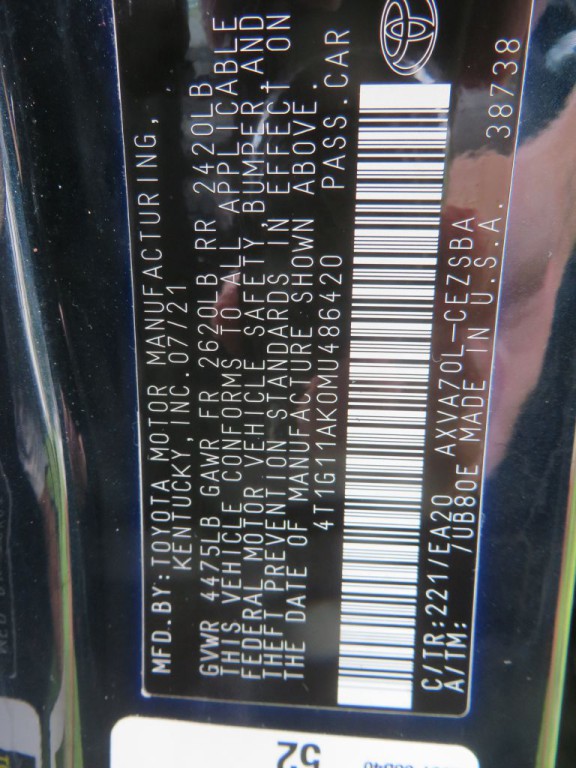 MFD.BY:TOYOTA MOTOR MANUFACTURING,
KENTUCKY,INC.07/21
GVWR 4475LB GAWR FR 2620LB RR 2420LB
THIS VEHICLE CONFORMS TO ALL APPLICABLE
FEDERAL MOTOR VEHICLE SAFETY, BUMPER, AND
THEFT PREVENTION STANDARDS IN EFFECT ON
THE DATE OF MANUFACTURE SHOWN ABOVE.
4T1G11AK0MU486420 PASS.CAR
C/TR:221/EA20 AXVA70L-CEZSBA
A/TM: 7UB80E MADE IN U.S.A. 38738
52